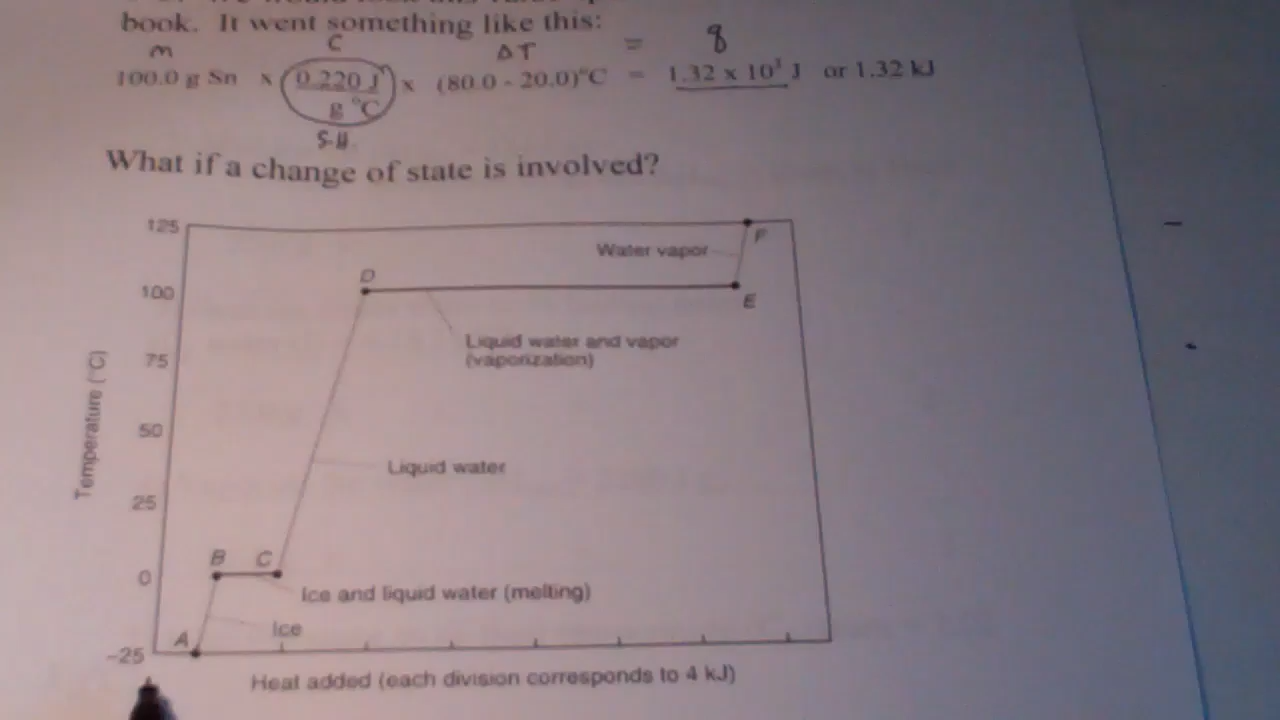 book. It went something like this:
m C ΔT = q
100.0 g Sn x 0.220 J x (80.0 - 20.0)°C = 1.32 x 10³ J or 1.32 kJ
g °C
S.H.
What if a change of state is involved?
125
F
Water vapor
D
100
E
Liquid water and vapor
(vaporization)
75
Temperature (°C)
50
Liquid water
25
B C
0
Ice and liquid water (melting)
A
Ice
-25
Heat added (each division corresponds to 4 kJ)